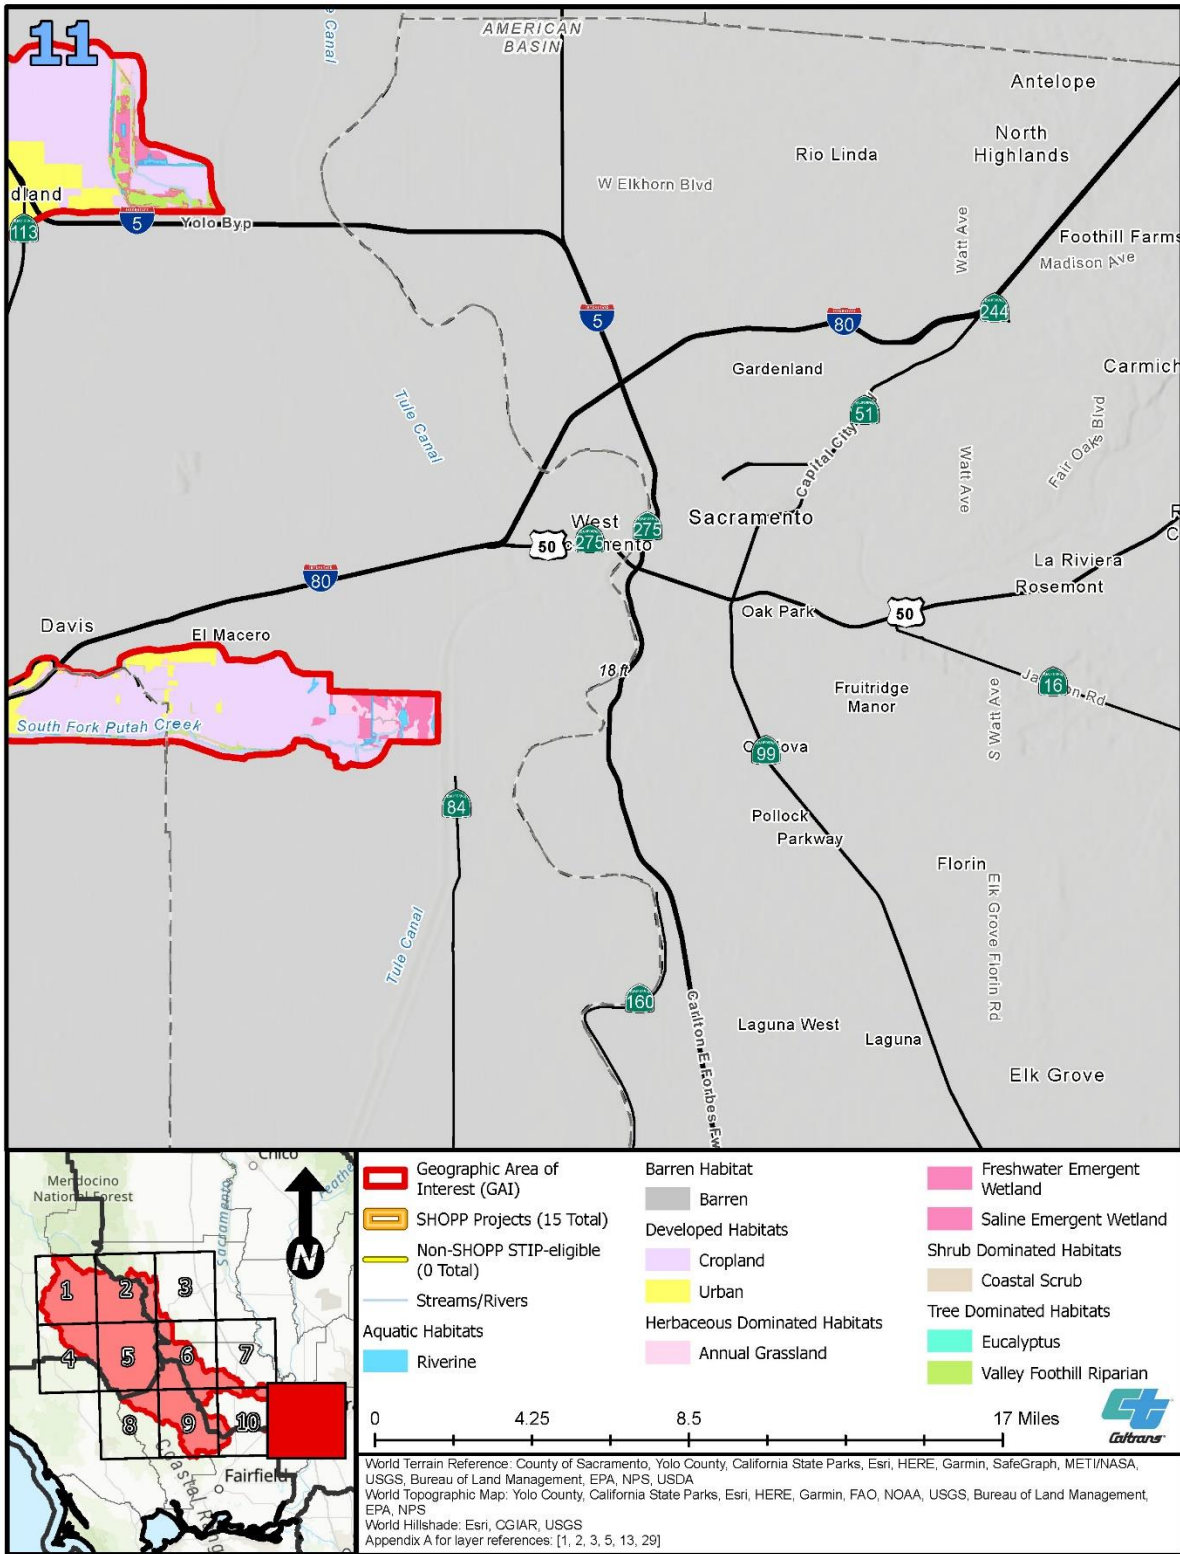 11
e Canal
AMERICAN
BASIN
Antelope
North
Highlands
Rio Linda
W Elkhorn Blvd
Watt Ave
Foothill Farms
Madison Ave
dland
113
5
Yolo Byp
5
80
244
Gardenland
Carmich
51
Capital City
Fair Oaks Blvd
Tule Canal
Watt Ave
West
Sacramento
275
275
50
80
Sacramento
La Riviera
Rosemont
Oak Park
50
Davis
El Macero
18 ft
Fruitridge
Manor
16
S Watt Ave
South Fork Putah Creek
99
84
Pollock
Parkway
Florin
Elk Grove Florin Rd
Tule Canal
160
Carlton E Forbes Fw
Laguna West
Laguna
Elk Grove
Chico
Mendocino
National Forest
Sacramento
Feathe
N
1
2
3
4
5
6
7
8
9
10
Coastal Rang
Fairfield
Geographic Area of
Interest (GAI)
SHOPP Projects (15 Total)
Non-SHOPP STIP-eligible
(0 Total)
Streams/Rivers
Aquatic Habitats
Riverine
Barren Habitat
Barren
Developed Habitats
Cropland
Urban
Herbaceous Dominated Habitats
Annual Grassland
Freshwater Emergent
Wetland
Saline Emergent Wetland
Shrub Dominated Habitats
Coastal Scrub
Tree Dominated Habitats
Eucalyptus
Valley Foothill Riparian
0 4.25 8.5 17 Miles
Caltrans
World Terrain Reference: County of Sacramento, Yolo County, California State Parks, Esri, HERE, Garmin, SafeGraph, METI/NASA,
USGS, Bureau of Land Management, EPA, NPS, USDA
World Topographic Map: Yolo County, California State Parks, Esri, HERE, Garmin, FAO, NOAA, USGS, Bureau of Land Management,
EPA, NPS
World Hillshade: Esri, CGIAR, USGS
Appendix A for layer references: [1, 2, 3, 5, 13, 29]